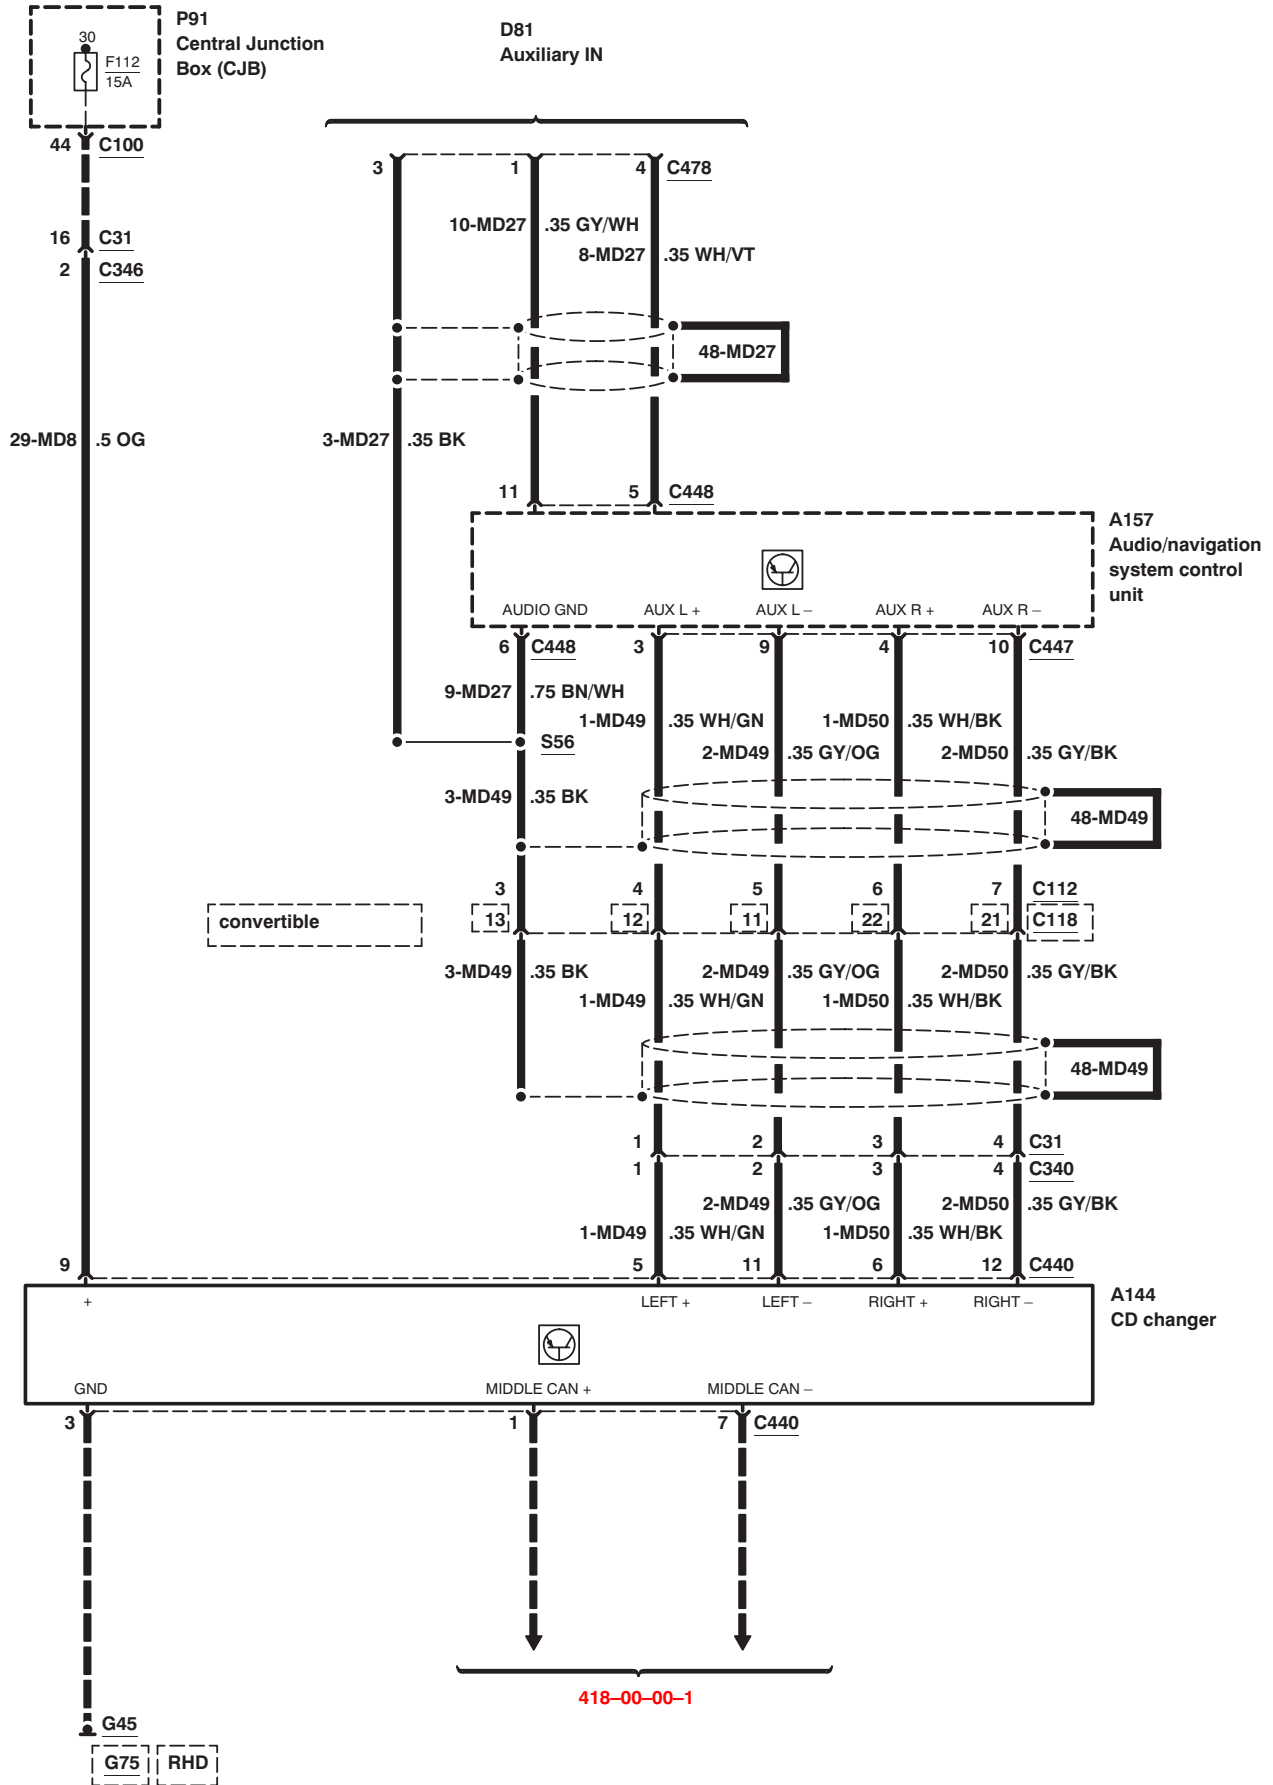 P91
Central Junction
Box (CJB)
30
F112
15A
D81
Auxiliary IN
44 C100
3 1 4 C478
10-MD27 .35 GY/WH
8-MD27 .35 WH/VT
16 C31
2 C346
48-MD27
29-MD8 .5 OG
3-MD27 .35 BK
11 5 C448
A157
Audio/navigation
system control
unit
AUDIO GND AUX L + AUX L – AUX R + AUX R –
6 C448 3 9 4 10 C447
9-MD27 .75 BN/WH
1-MD49 .35 WH/GN 1-MD50 .35 WH/BK
S56
2-MD49 .35 GY/OG 2-MD50 .35 GY/BK
3-MD49 .35 BK
48-MD49
3 4 5 6 7 C112
convertible
13 12 11 22 21 C118
3-MD49 .35 BK 2-MD49 .35 GY/OG 2-MD50 .35 GY/BK
1-MD49 .35 WH/GN 1-MD50 .35 WH/BK
48-MD49
1 2 3 4 C31
1 2 3 4 C340
2-MD49 .35 GY/OG 2-MD50 .35 GY/BK
1-MD49 .35 WH/GN 1-MD50 .35 WH/BK
9 5 11 6 12 C440
+ LEFT + LEFT – RIGHT + RIGHT –
A144
CD changer
GND MIDDLE CAN + MIDDLE CAN –
3 1 7 C440
418–00–00–1
G45
G75 RHD